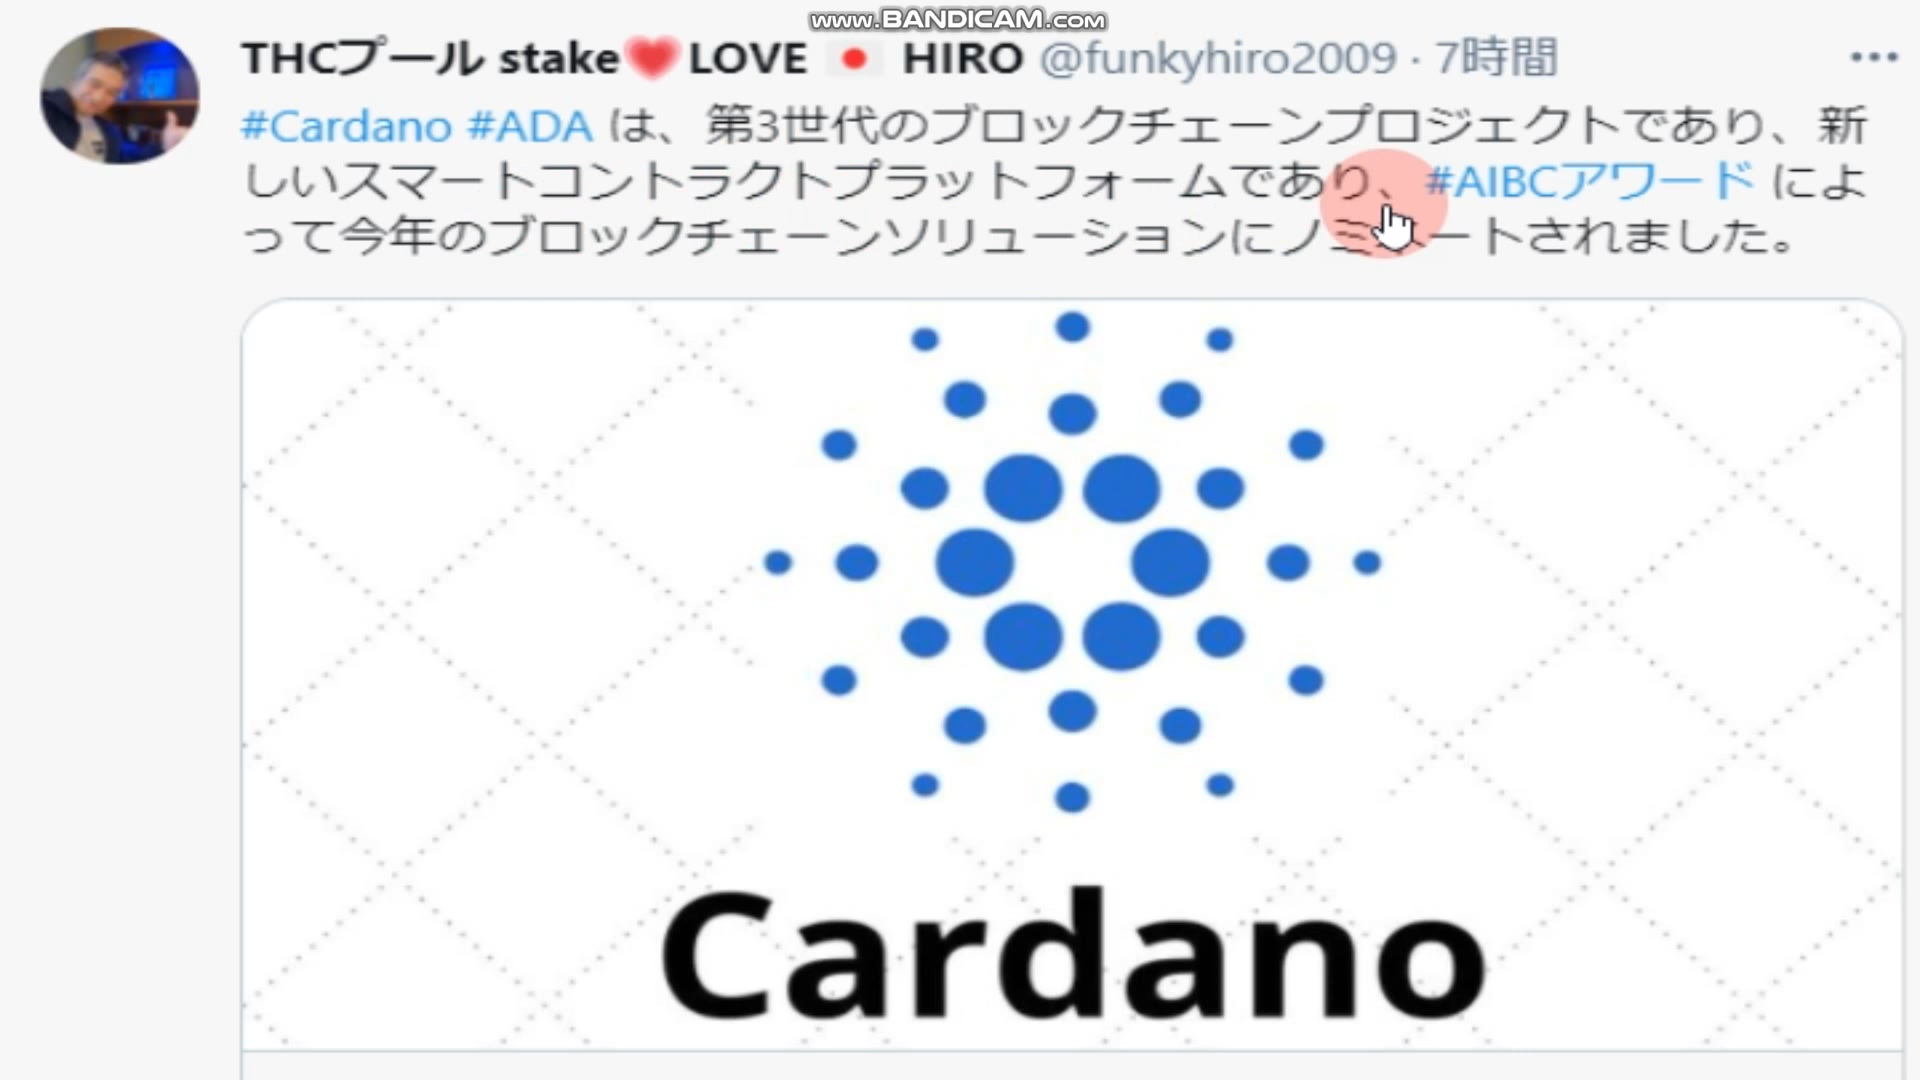 www.BANDICAM.com
THCプール stake❤️LOVE 🇯🇵 HIRO @funkyhiro2009 · 7時間
#Cardano #ADA は、第3世代のブロックチェーンプロジェクトであり、新
しいスマートコントラクトプラットフォームであり、#AIBCアワード によ
って今年のブロックチェーンソリューションにノミネートされました。
Cardano